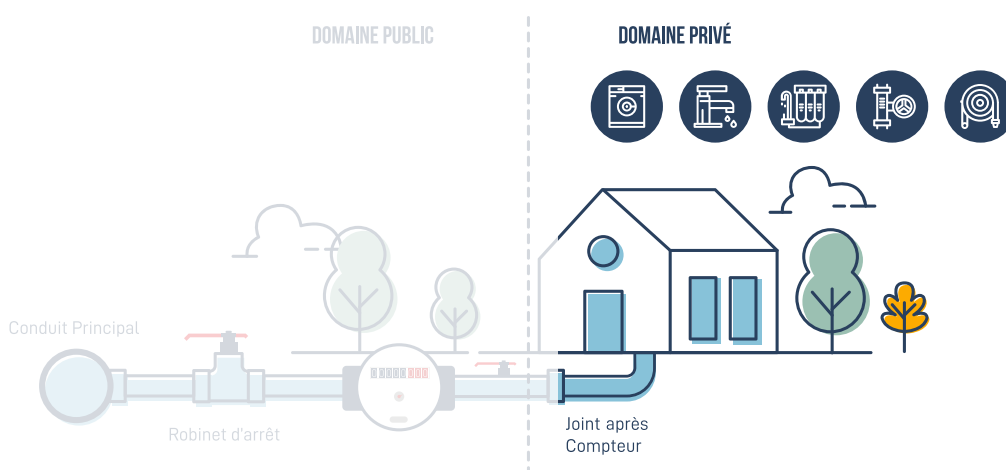 DOMAINE PUBLIC
DOMAINE PRIVÉ
Conduit Principal
Robinet d'arrêt
Joint après
Compteur